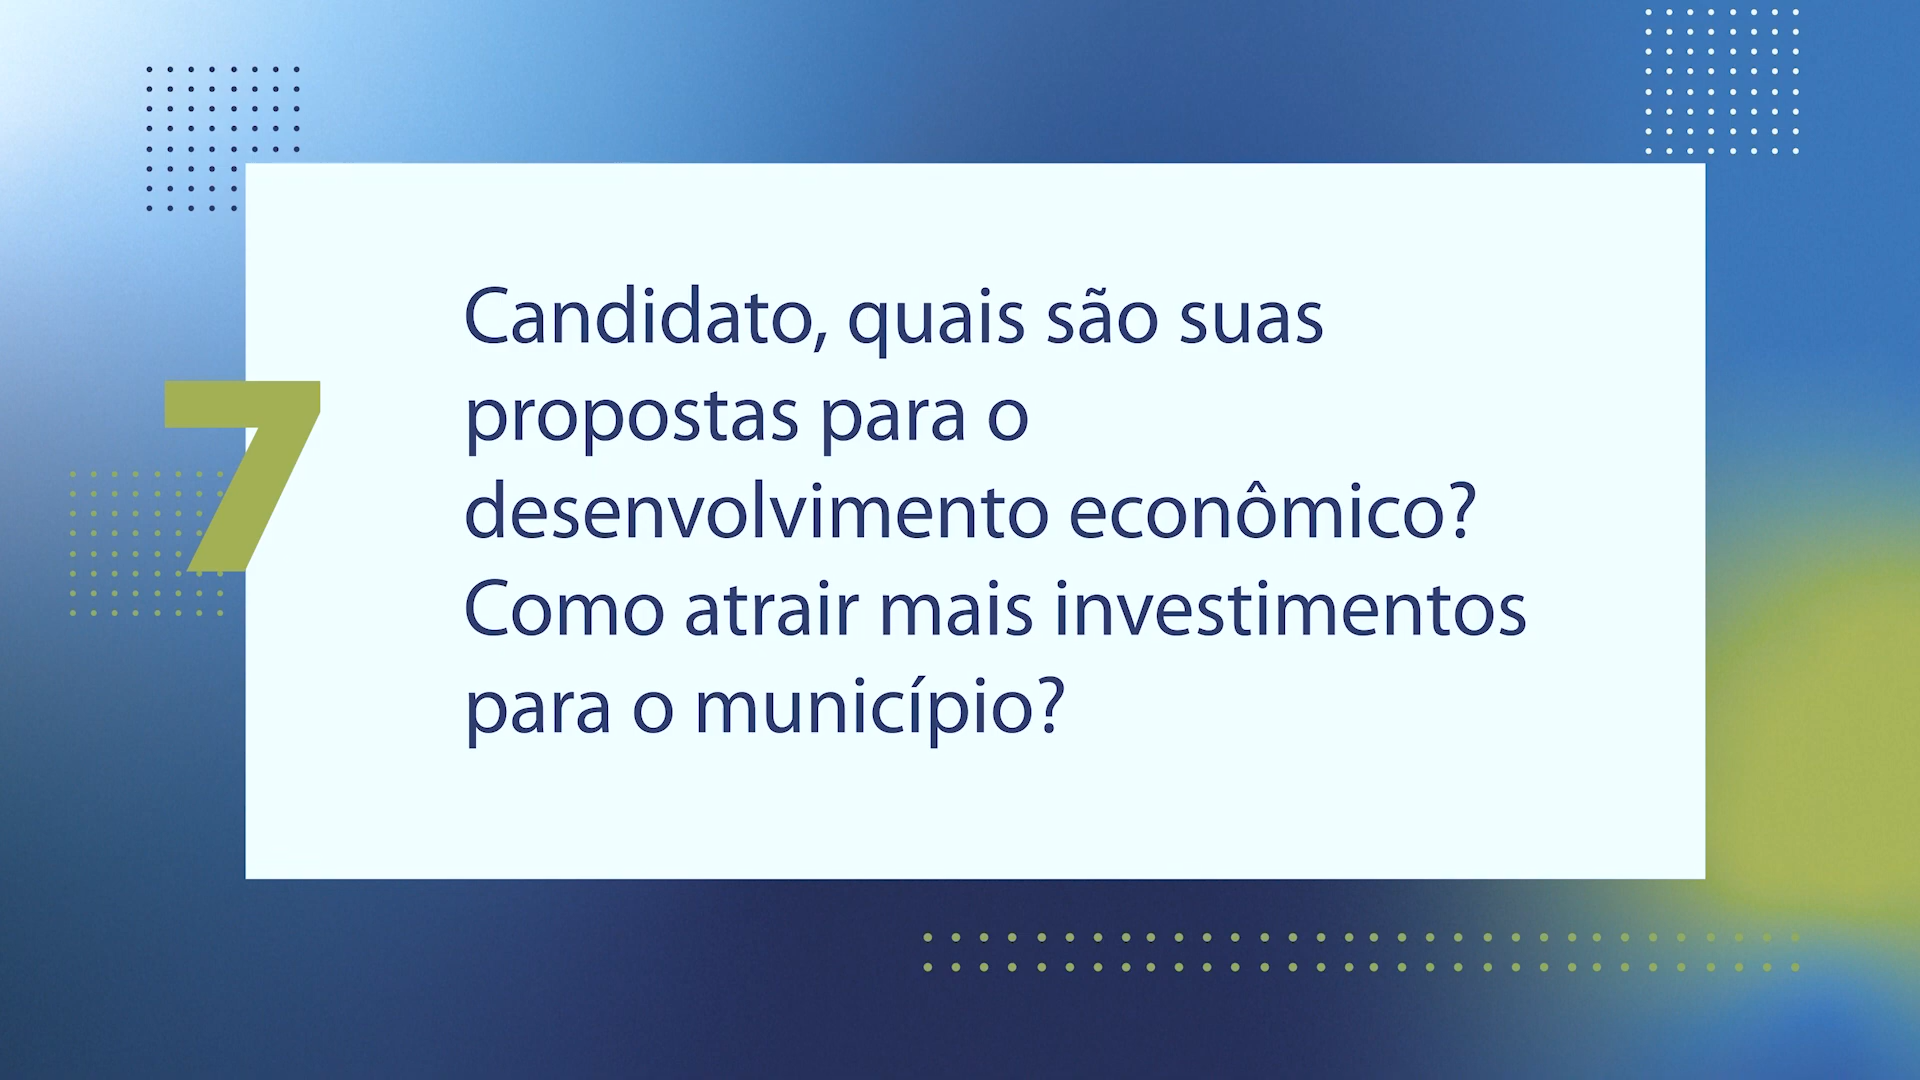 7
Candidato, quais são suas
propostas para o
desenvolvimento econômico?
Como atrair mais investimentos
para o município?